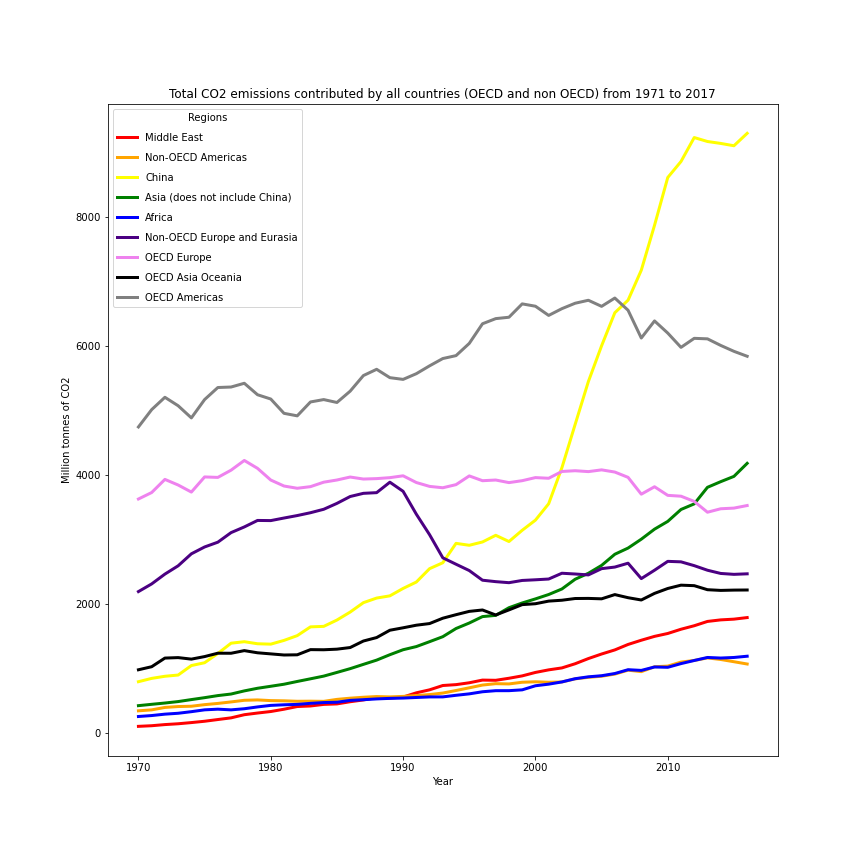 Total CO2 emissions contributed by all countries (OECD and non OECD) from 1971 to 2017
Regions
Middle East
Non-OECD Americas
China
Asia (does not include China)
Africa
Non-OECD Europe and Eurasia
OECD Europe
OECD Asia Oceania
OECD Americas
Million tonnes of CO2
8000
6000
4000
2000
0
1970 1980 1990 2000 2010
Year